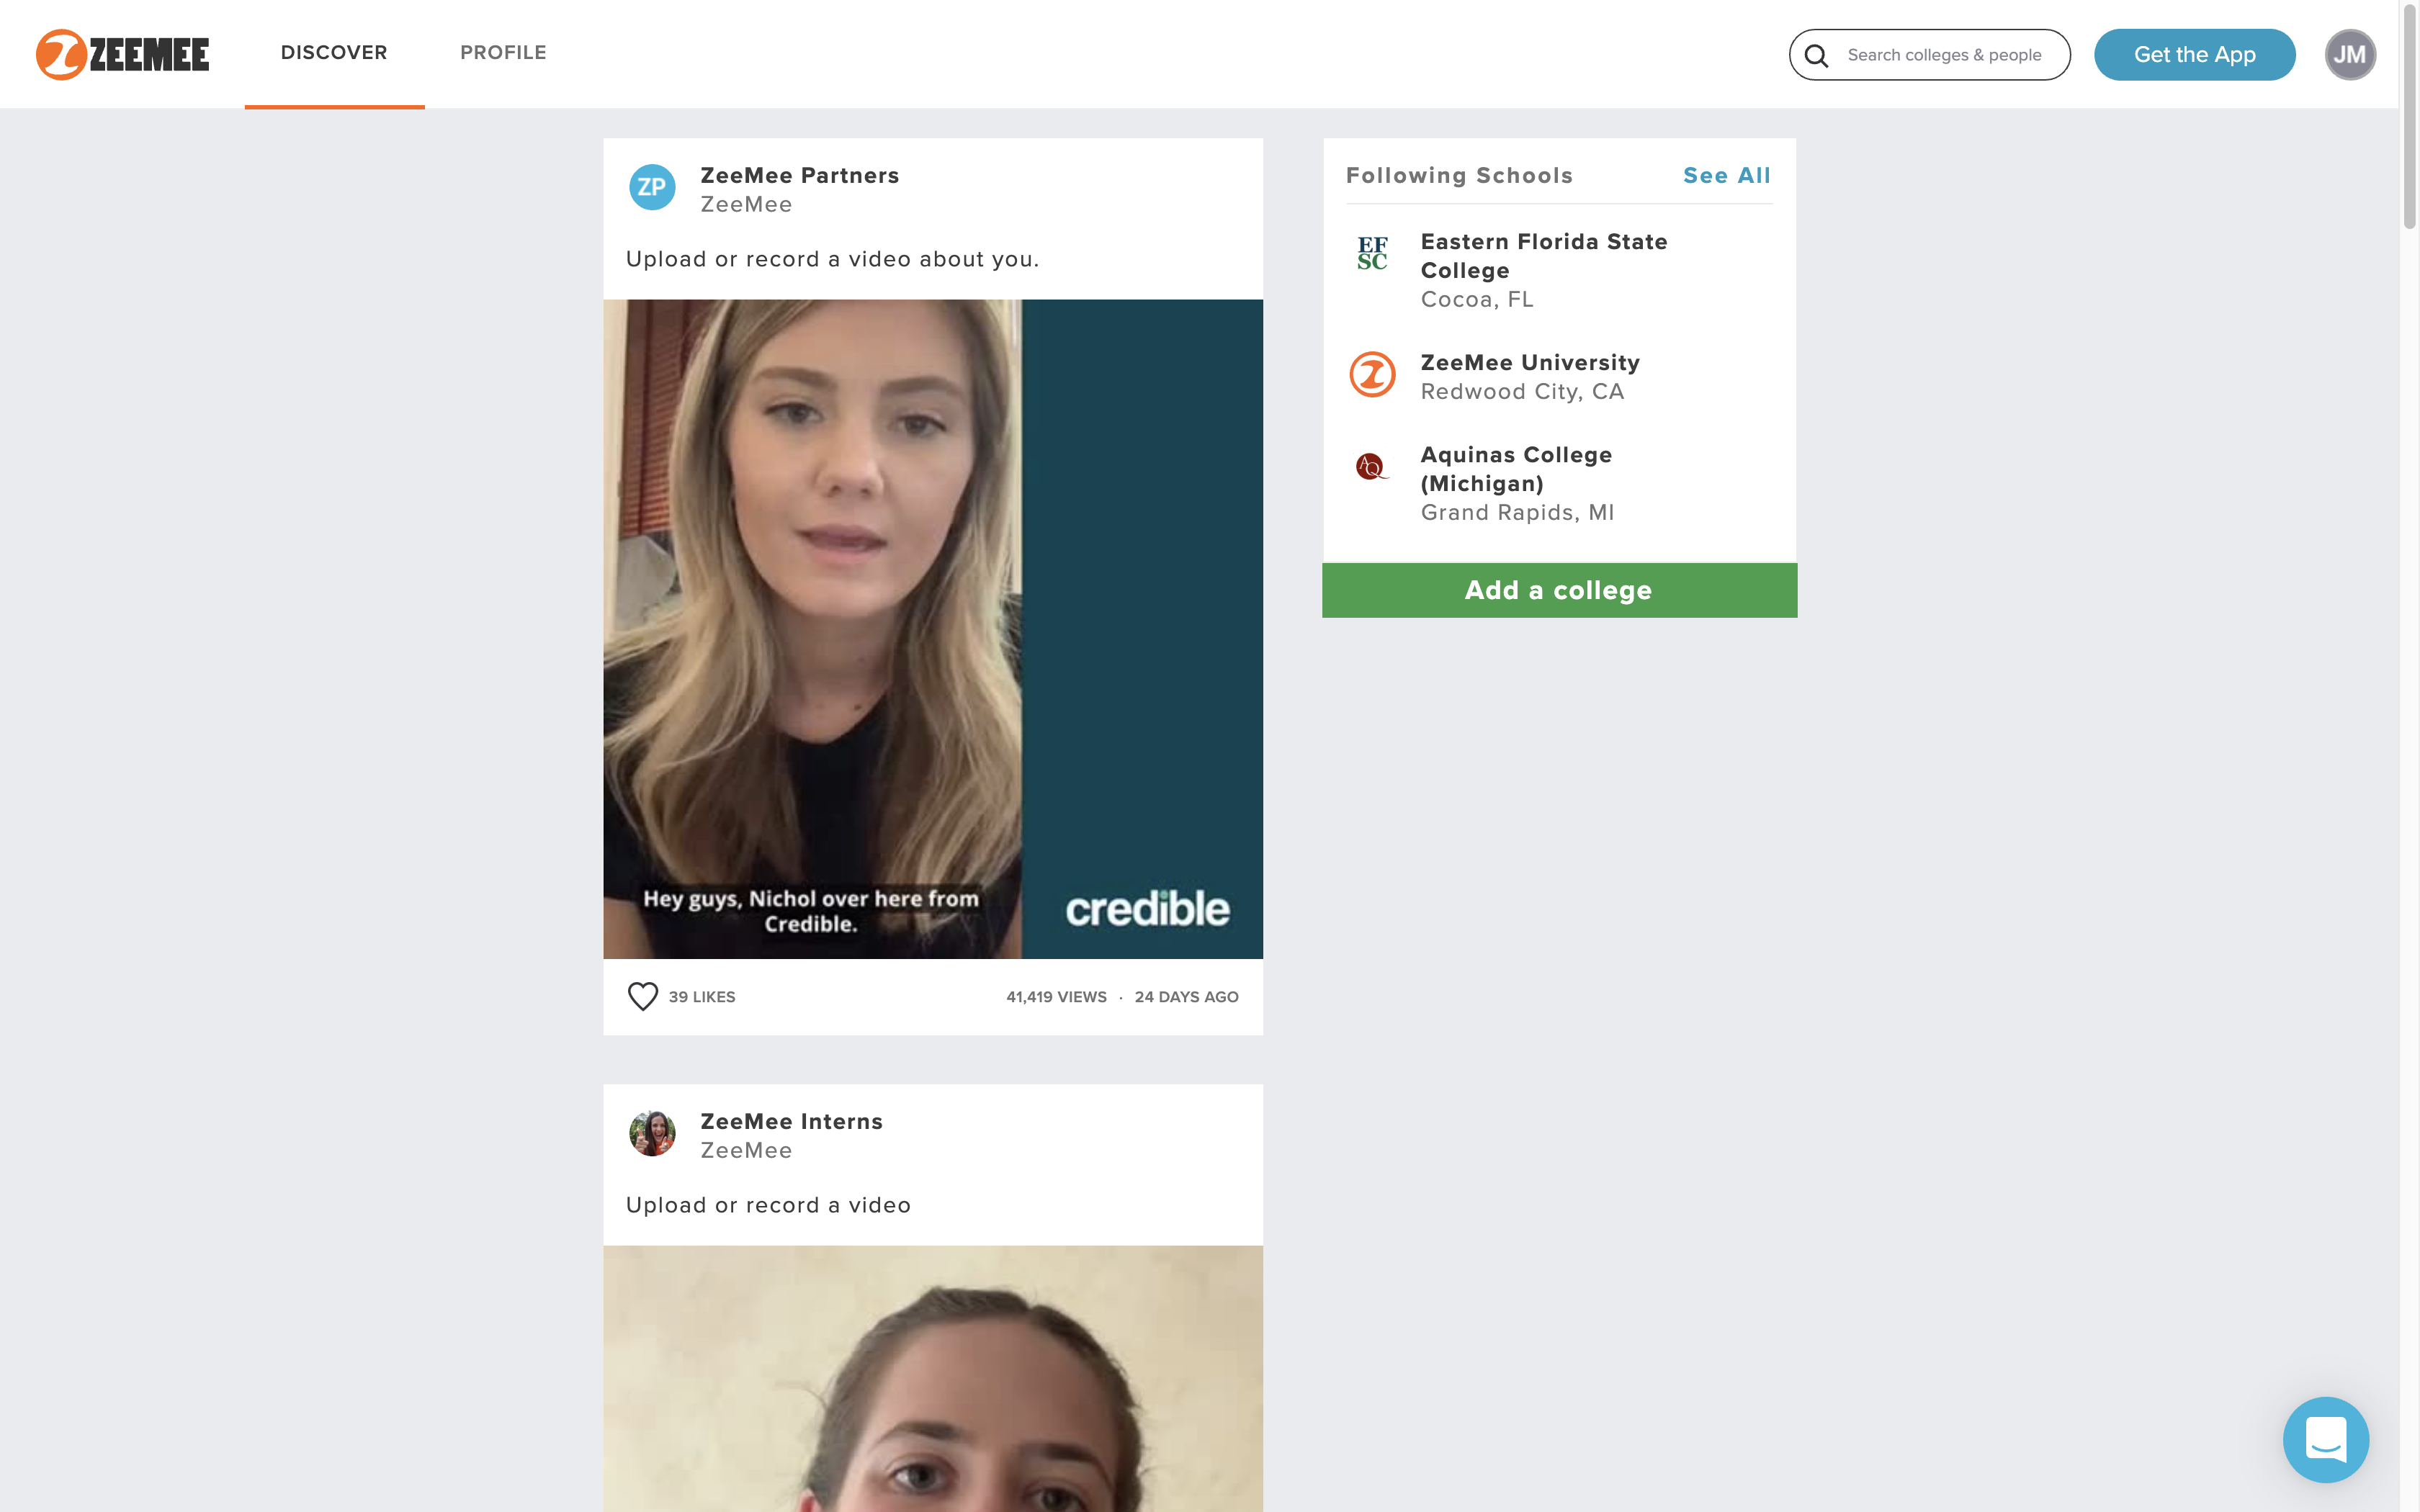 ZEEMEE
DISCOVER
PROFILE
Search colleges & people
Get the App
JM
ZP
ZeeMee Partners
ZeeMee
Upload or record a video about you.
Hey guys, Nichol over here from
Credible.
credible
39 LIKES
41,419 VIEWS · 24 DAYS AGO
ZeeMee Interns
ZeeMee
Upload or record a video
Following Schools
See All
EF
SC
Eastern Florida State
College
Cocoa, FL
ZeeMee University
Redwood City, CA
AQ
Aquinas College
(Michigan)
Grand Rapids, MI
Add a college